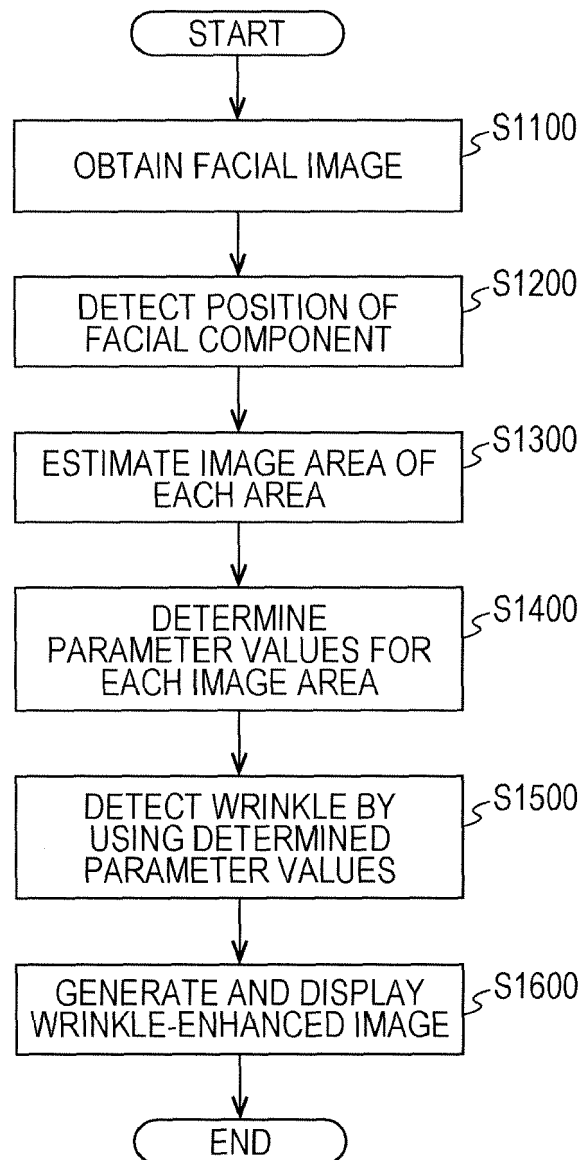 START
S1100
OBTAIN FACIAL IMAGE
S1200
DETECT POSITION OF
FACIAL COMPONENT
S1300
ESTIMATE IMAGE AREA OF
EACH AREA
S1400
DETERMINE
PARAMETER VALUES FOR
EACH IMAGE AREA
S1500
DETECT WRINKLE BY
USING DETERMINED
PARAMETER VALUES
S1600
GENERATE AND DISPLAY
WRINKLE-ENHANCED IMAGE
END